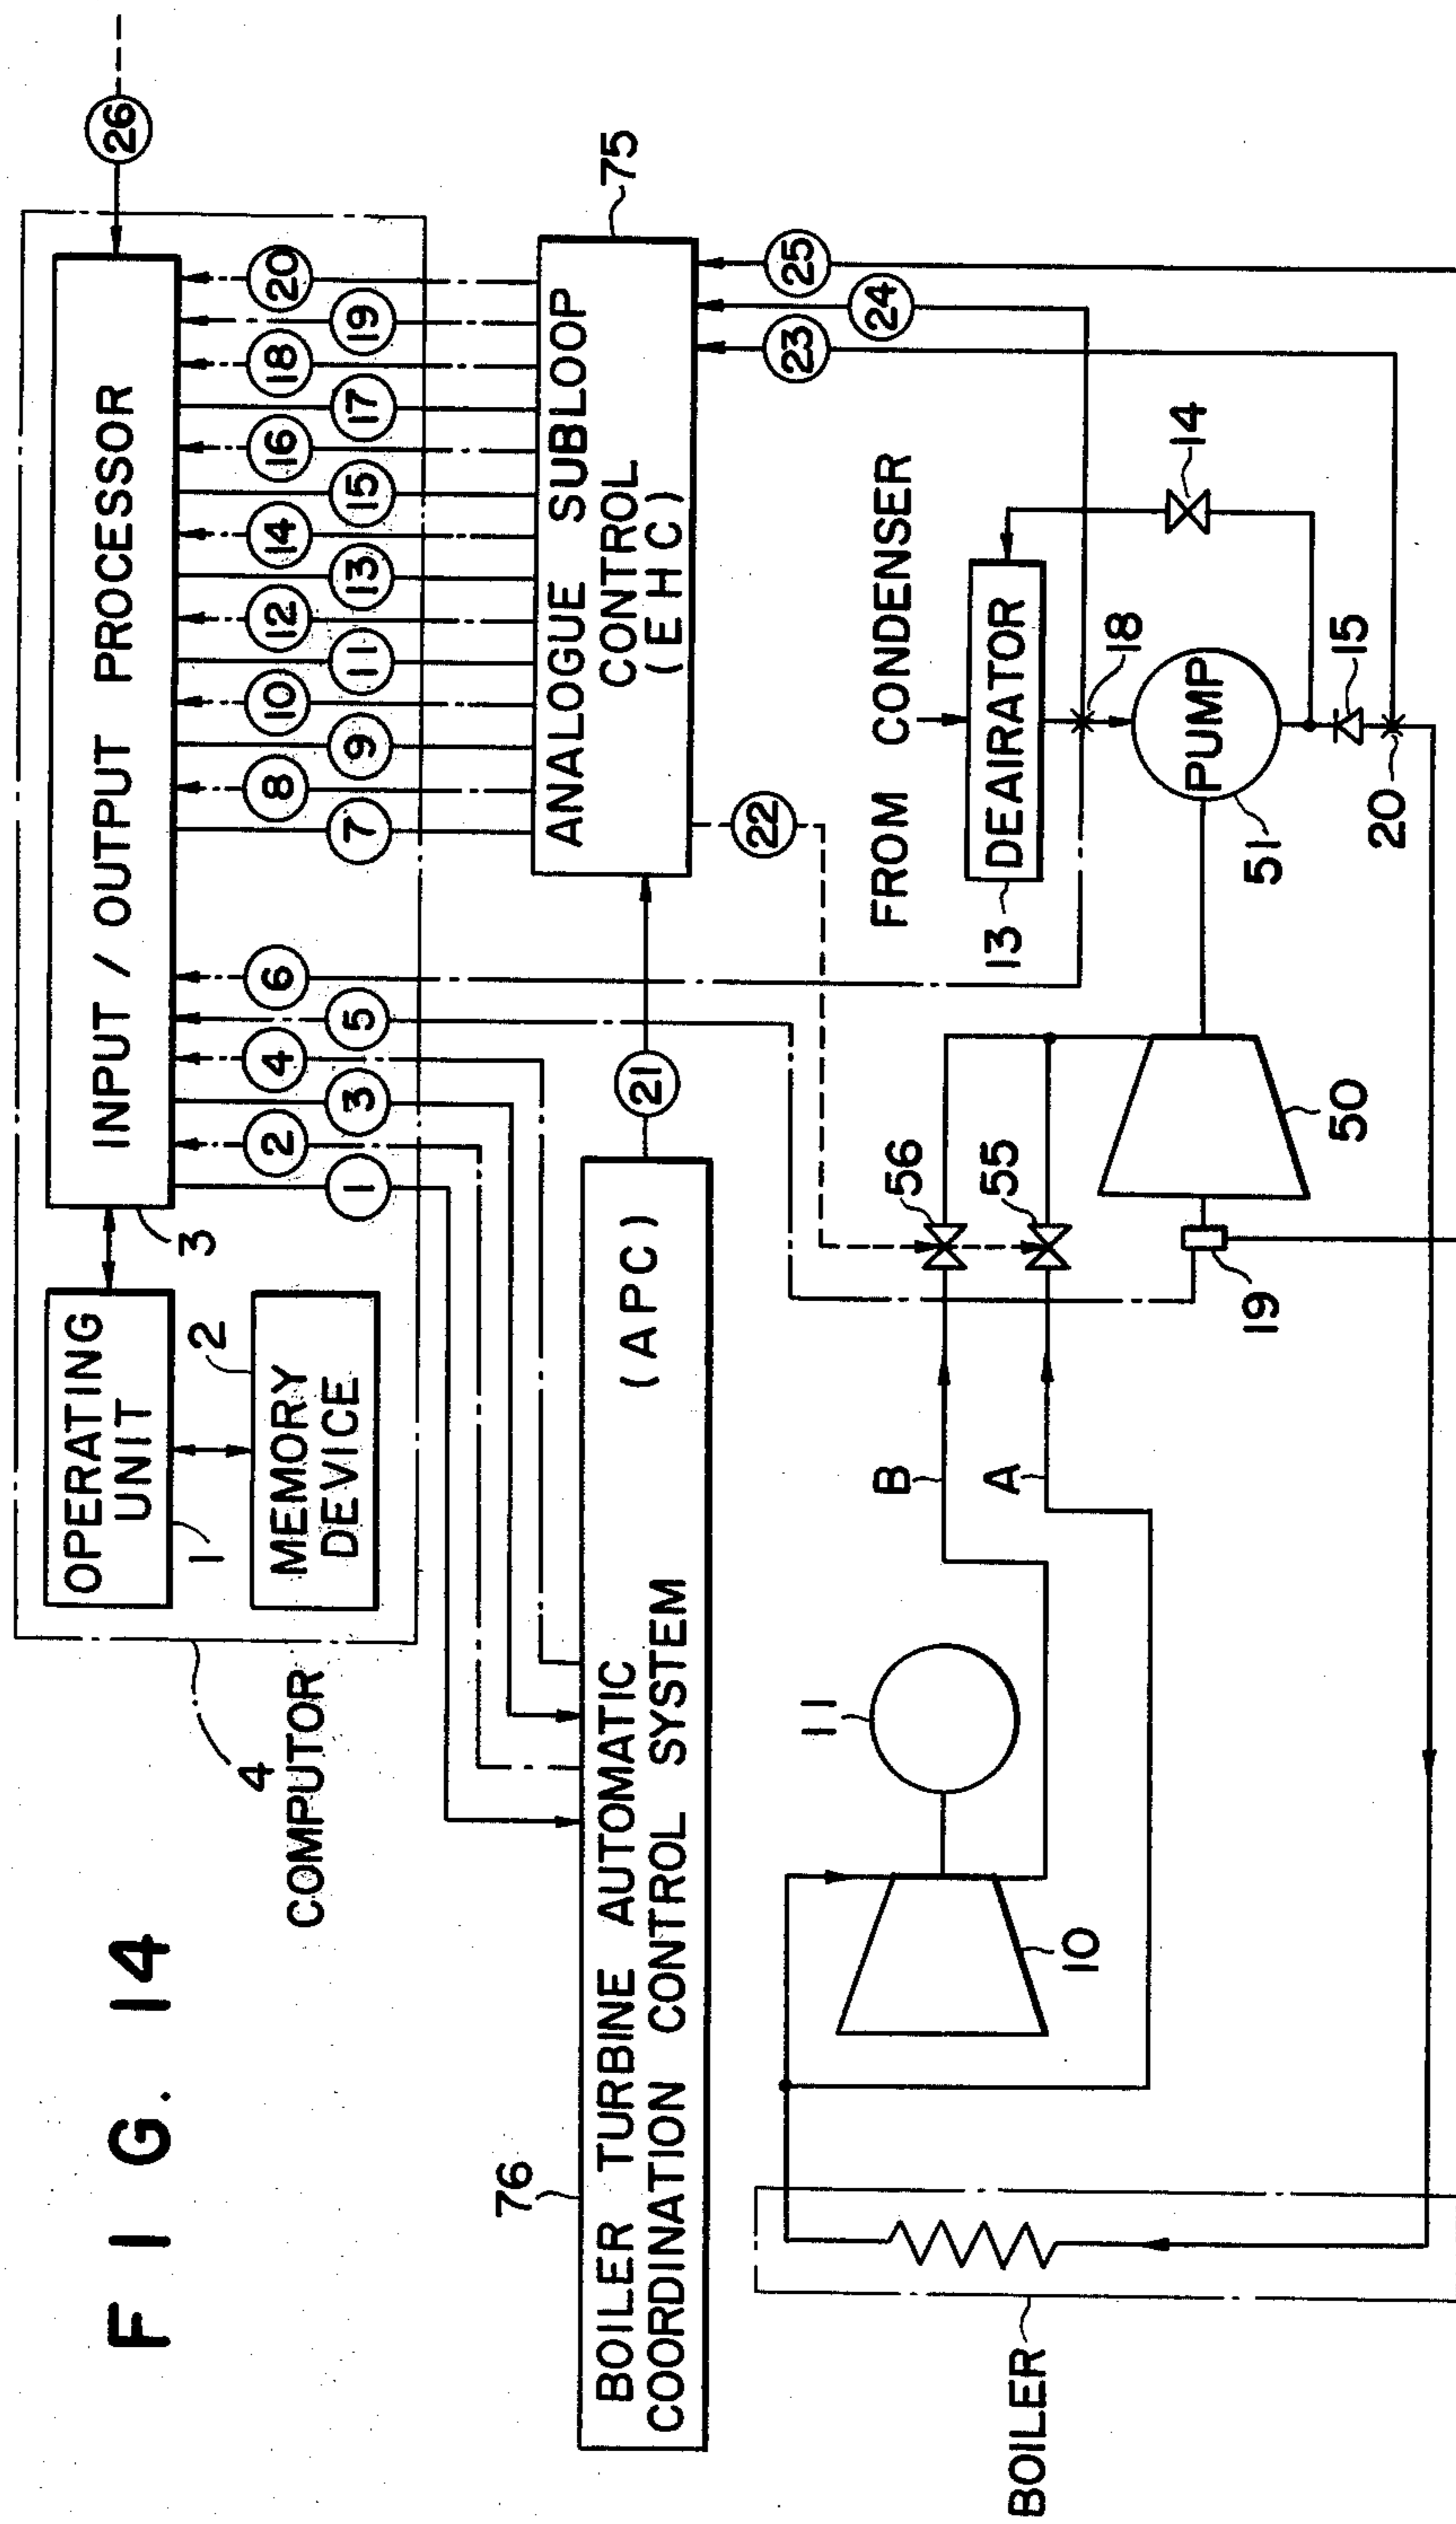 FIG. 14
4
COMPUTOR
OPERATING
UNIT
1
2
MEMORY
DEVICE
INPUT / OUTPUT PROCESSOR
3
26
1
2
3
4
5
6
7
8
9
10
11
12
13
14
15
16
17
18
19
20
76
BOILER TURBINE AUTOMATIC
COORDINATION CONTROL SYSTEM
(APC)
21
ANALOGUE SUBLOOP
CONTROL
(EHC)
75
22
23
24
25
BOILER
10
11
B
A
56
55
19
50
FROM CONDENSER
13
DEAIRATOR
18
PUMP
51
14
15
20